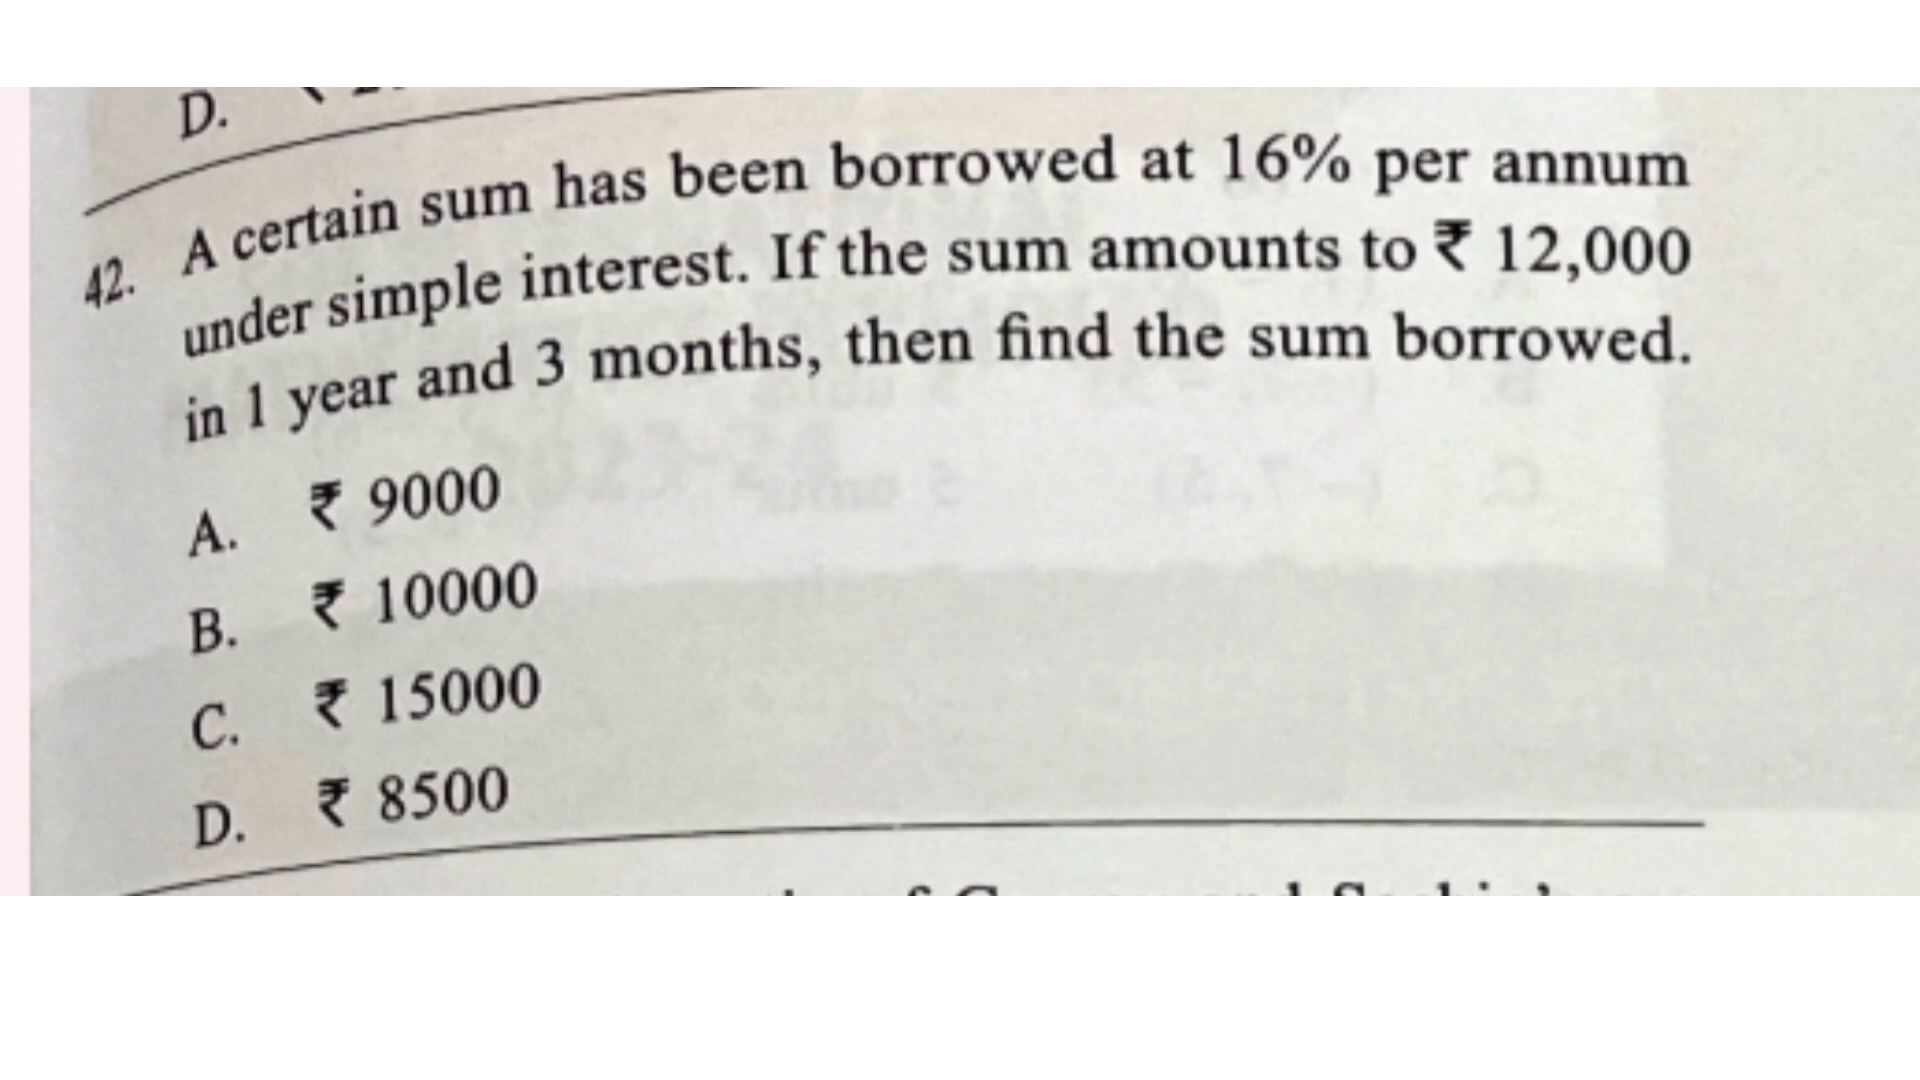 D. ₹
42. A certain sum has been borrowed at 16% per annum
under simple interest. If the sum amounts to ₹ 12,000
in 1 year and 3 months, then find the sum borrowed.
A. ₹ 9000
B. ₹ 10000
C. ₹ 15000
D. ₹ 8500